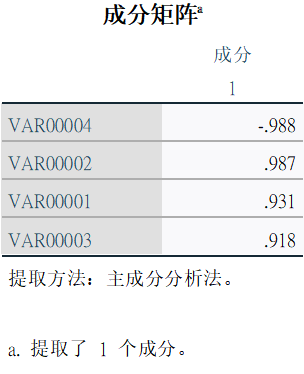 成分矩阵a
成分
1
VAR00004 -.988
VAR00002 .987
VAR00001 .931
VAR00003 .918
提取方法：主成分分析法。
a. 提取了 1 个成分。